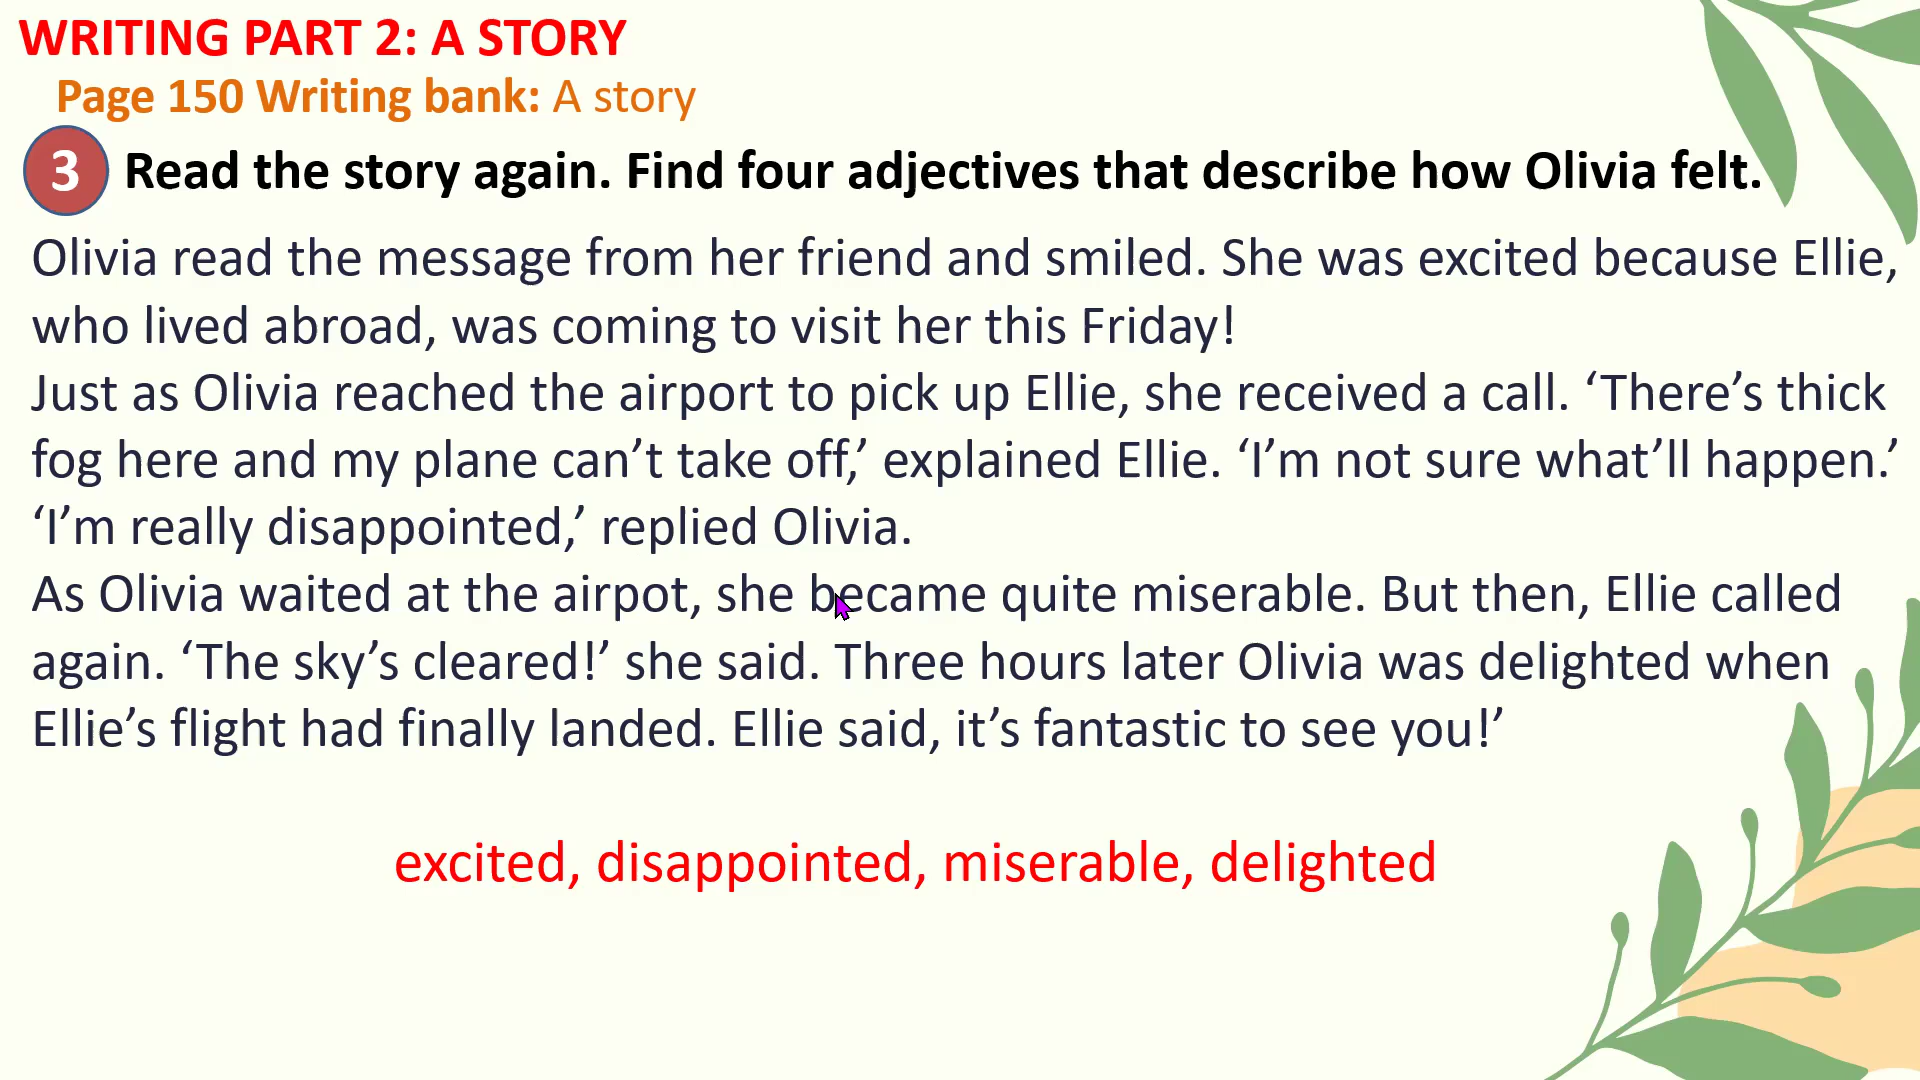 WRITING PART 2: A STORY
Page 150 Writing bank: A story
3 Read the story again. Find four adjectives that describe how Olivia felt.
Olivia read the message from her friend and smiled. She was excited because Ellie,
who lived abroad, was coming to visit her this Friday!
Just as Olivia reached the airport to pick up Ellie, she received a call. ‘There’s thick
fog here and my plane can’t take off,’ explained Ellie. ‘I’m not sure what’ll happen.’
‘I’m really disappointed,’ replied Olivia.
As Olivia waited at the airpot, she became quite miserable. But then, Ellie called
again. ‘The sky’s cleared!’ she said. Three hours later Olivia was delighted when
Ellie’s flight had finally landed. Ellie said, it’s fantastic to see you!’
excited, disappointed, miserable, delighted